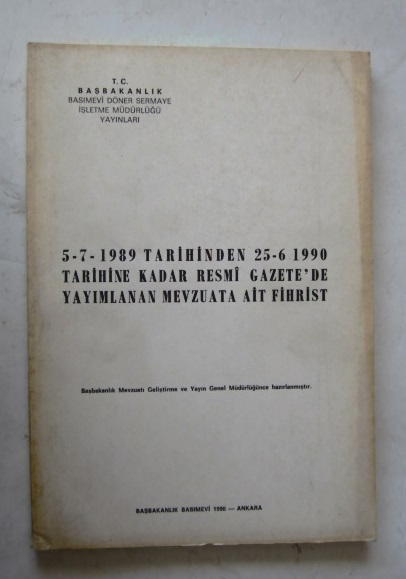 T. C.
BAŞBAKANLIK
BASIMEVİ DÖNER SERMAYE
İŞLETME MÜDÜRLÜĞÜ
YAYINLARI
5-7-1989 TARİHİNDEN 25-6 1990
TARİHİNE KADAR RESMÎ GAZETE'DE
YAYIMLANAN MEVZUATA AİT FİHRİST
Başbakanlık Mevzuatı Geliştirme ve Yayın Genel Müdürlüğünce hazırlanmıştır.
BAŞBAKANLIK BASIMEVİ 1990 — ANKARA